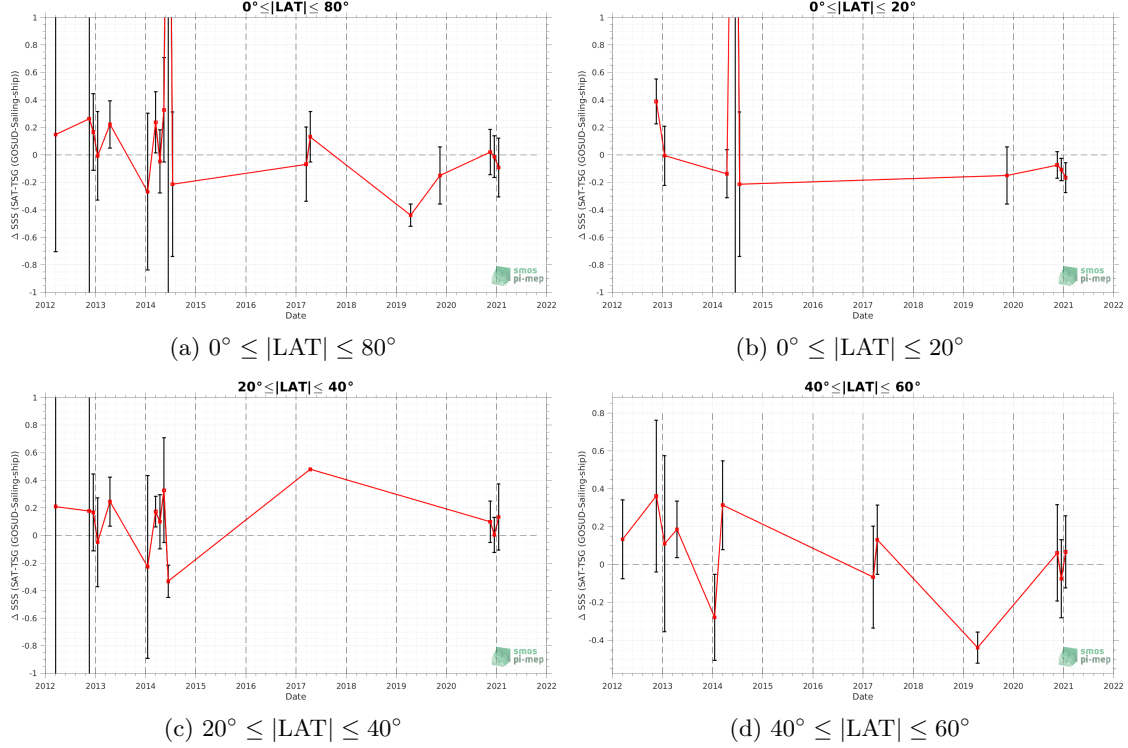 0°≤|LAT|≤ 80°
Δ SSS (SAT-TSG (GOSUD-Sailing-ship))
1
0.8
0.6
0.4
0.2
0
-0.2
-0.4
-0.6
-0.8
-1
2012 2013 2014 2015 2017 2018 2019 2020 2021 2022
Date
smos
pi-mep
(a) 0° ≤ |LAT| ≤ 80°
0°≤|LAT|≤ 20°
Δ SSS (SAT-TSG (GOSUD-Sailing-ship))
1
0.8
0.6
0.4
0.2
0
-0.2
-0.4
-0.6
-0.8
-1
2012 2013 2014 2015 2017 2018 2019 2020 2021 2022
Date
smos
pi-mep
(b) 0° ≤ |LAT| ≤ 20°
20°≤|LAT|≤ 40°
Δ SSS (SAT-TSG (GOSUD-Sailing-ship))
1
0.8
0.6
0.4
0.2
0
-0.2
-0.4
-0.6
-0.8
-1
2012 2013 2014 2015 2017 2018 2019 2020 2021 2022
Date
smos
pi-mep
(c) 20° ≤ |LAT| ≤ 40°
40°≤|LAT|≤ 60°
Δ SSS (SAT-TSG (GOSUD-Sailing-ship))
0.8
0.6
0.4
0.2
0
-0.2
-0.4
2012 2013 2014 2015 2017 2018 2019 2020 2021 2022
Date
smos
pi-mep
(d) 40° ≤ |LAT| ≤ 60°